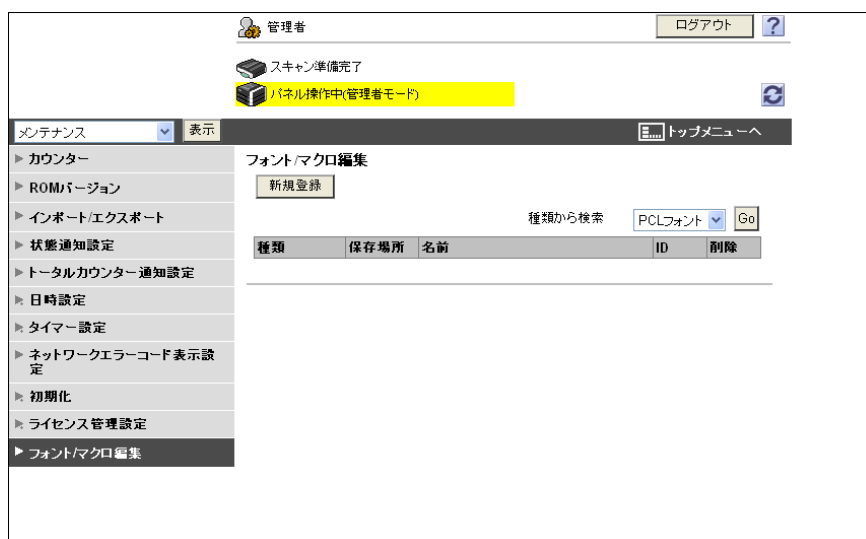 管理者
ログアウト
?
スキャン準備完了
パネル操作中(管理者モード)
メンテナンス
表示
トップメニューへ
カウンター
ROMバージョン
インポート/エクスポート
状態通知設定
トータルカウンター通知設定
日時設定
タイマー設定
ネットワークエラーコード表示設
定
初期化
ライセンス管理設定
フォント/マクロ編集
フォント/マクロ編集
新規登録
種類から検索 PCLフォント Go
種類 保存場所 名前 ID 削除